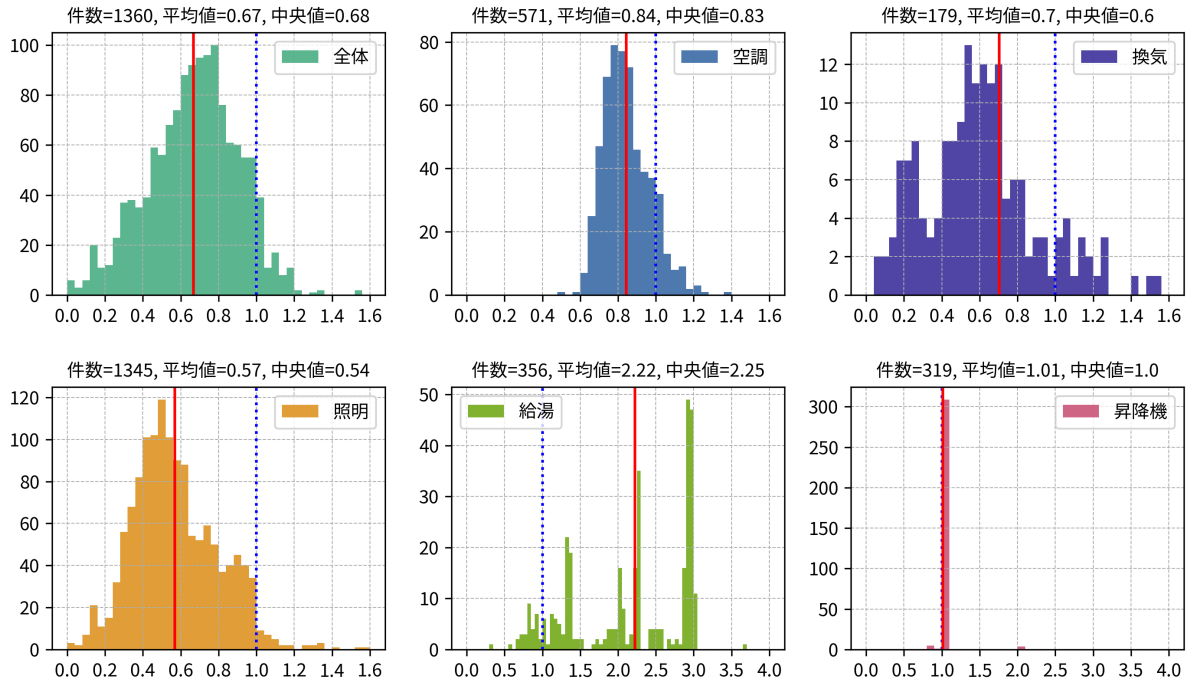 件数=1360, 平均値=0.67, 中央値=0.68
全体
100
80
60
40
20
0
0.0 0.2 0.4 0.6 0.8 1.0 1.2 1.4 1.6
件数=571, 平均値=0.84, 中央値=0.83
空調
80
60
40
20
0
0.0 0.2 0.4 0.6 0.8 1.0 1.2 1.4 1.6
件数=179, 平均値=0.7, 中央値=0.6
換気
12
10
8
6
4
2
0
0.0 0.2 0.4 0.6 0.8 1.0 1.2 1.4 1.6
件数=1345, 平均値=0.57, 中央値=0.54
照明
120
100
80
60
40
20
0
0.0 0.2 0.4 0.6 0.8 1.0 1.2 1.4 1.6
件数=356, 平均値=2.22, 中央値=2.25
給湯
50
40
30
20
10
0
0.0 0.5 1.0 1.5 2.0 2.5 3.0 3.5 4.0
件数=319, 平均値=1.01, 中央値=1.0
昇降機
300
250
200
150
100
50
0
0.0 0.5 1.0 1.5 2.0 2.5 3.0 3.5 4.0